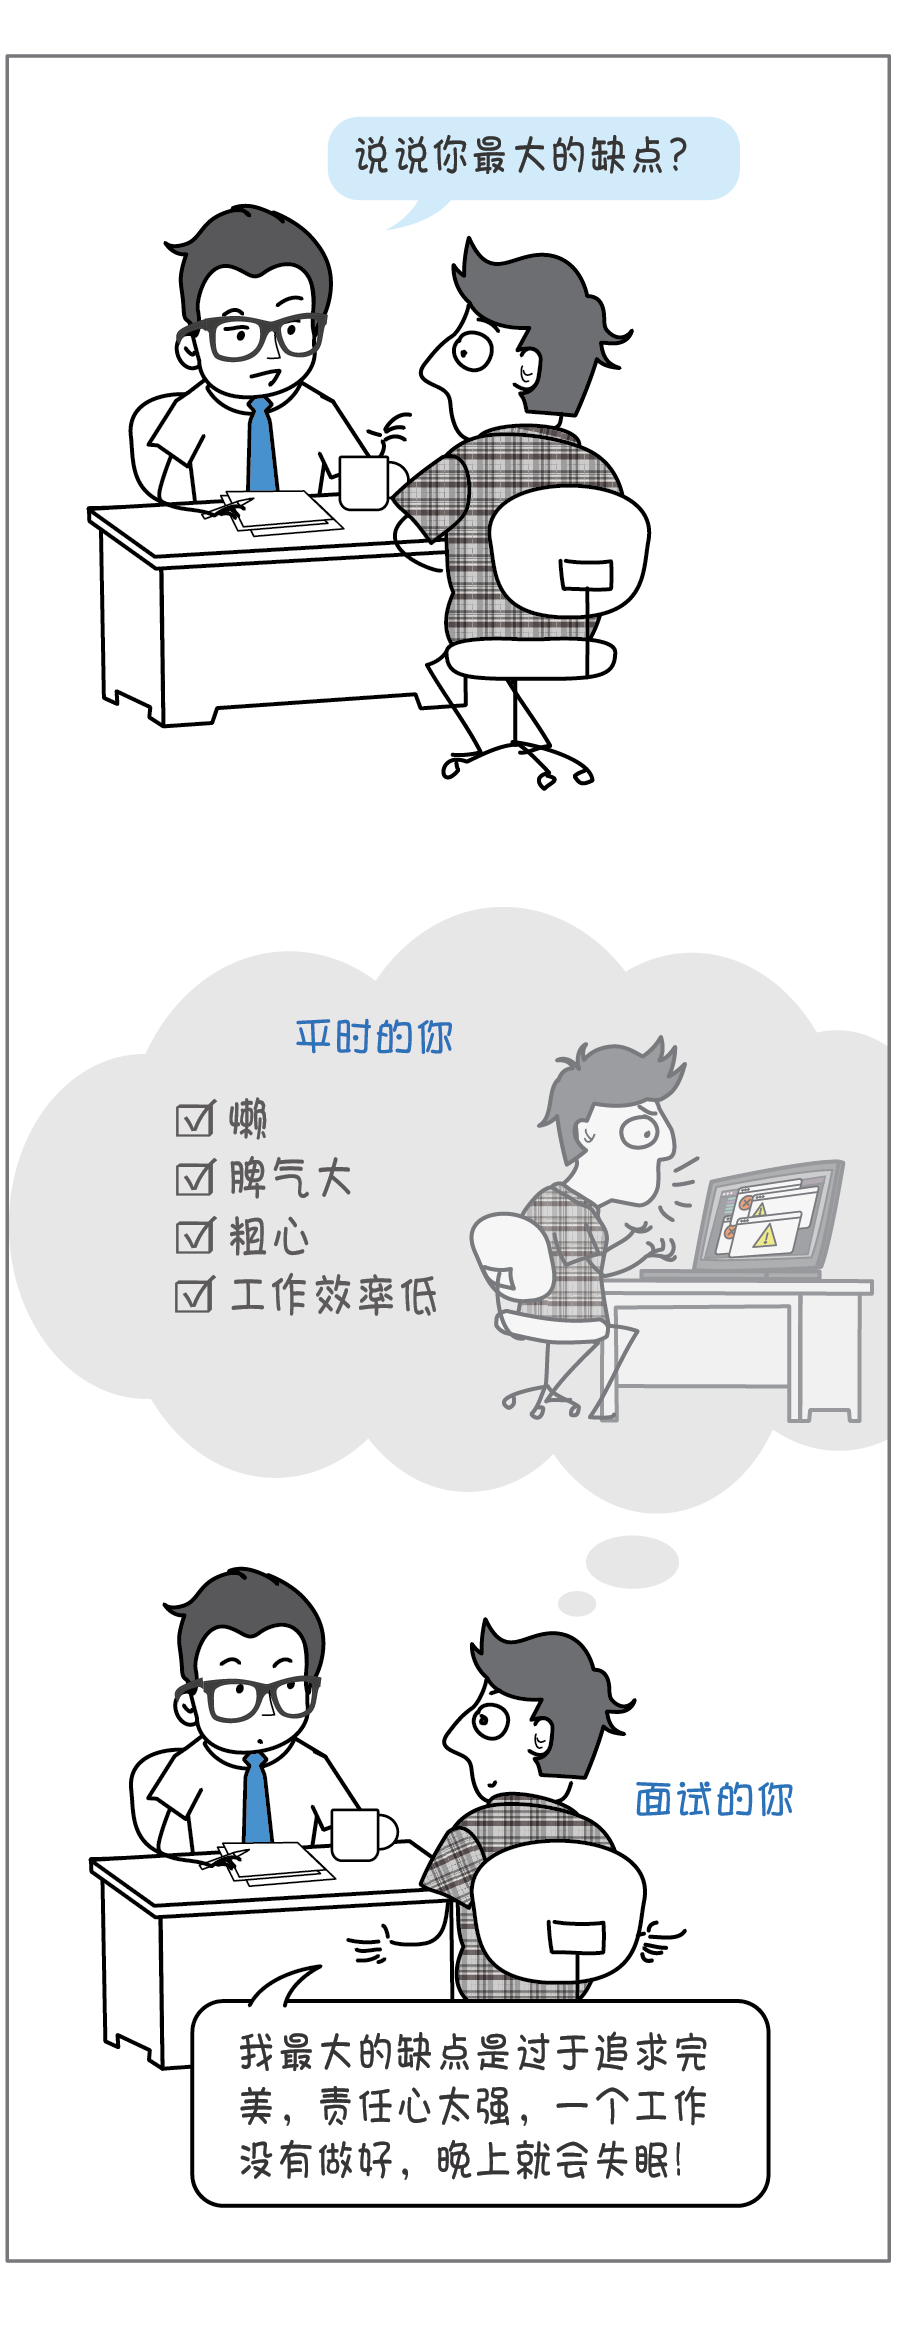 说说你最大的缺点?
平时的你
懒
脾气大
粗心
工作效率低
面试的你
我最大的缺点是过于追求完
美，责任心太强，一个工作
没有做好，晚上就会失眠!